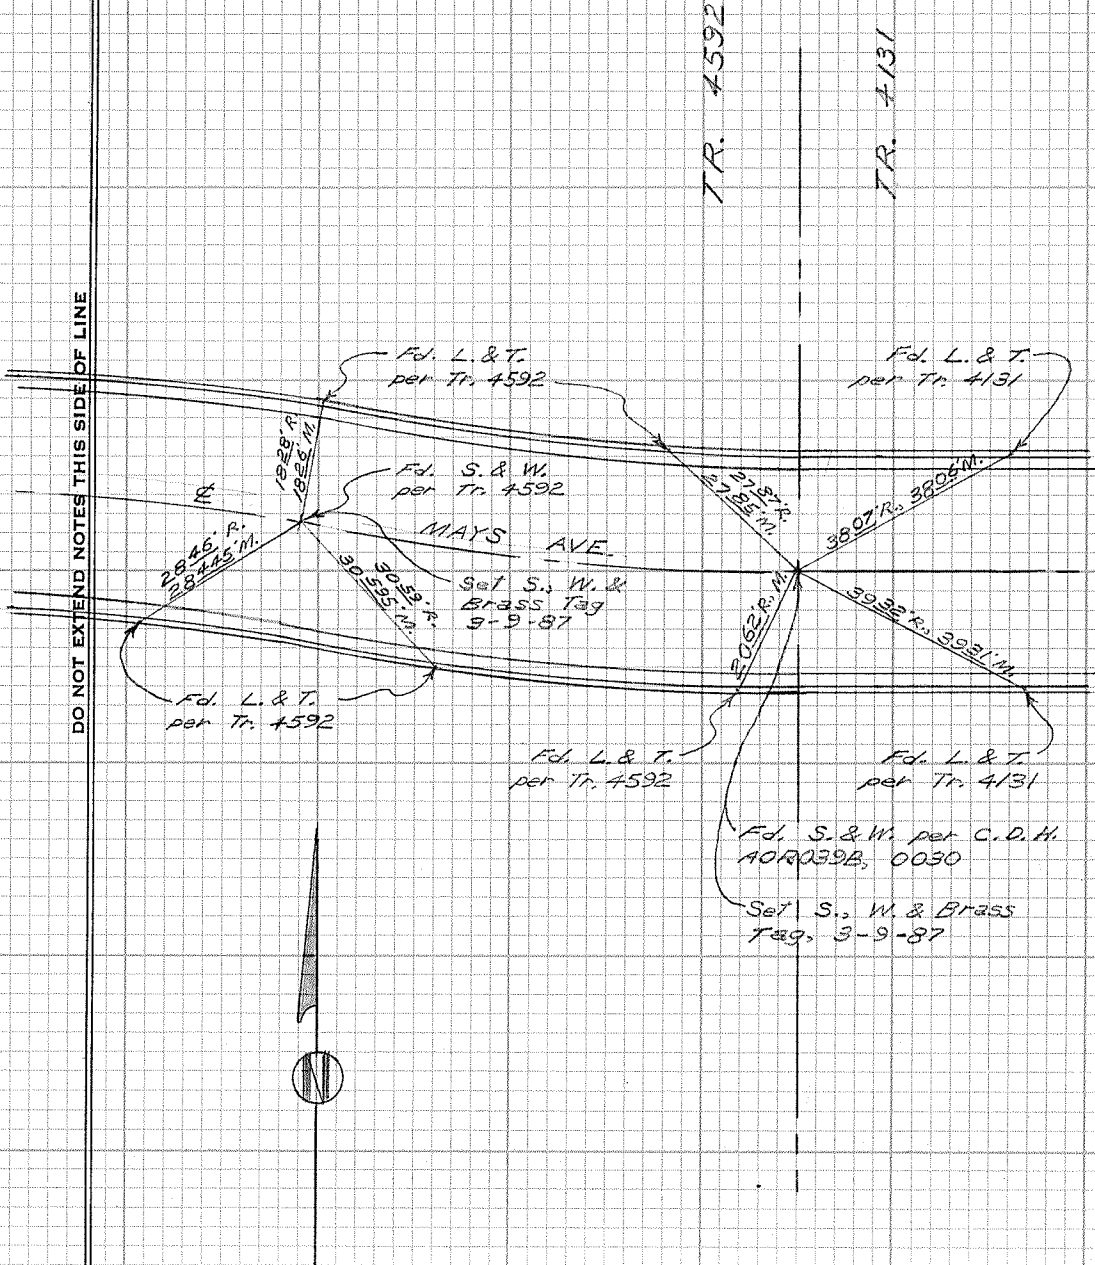 TR. 4592
TR. 4131
DO NOT EXTEND NOTES THIS SIDE OF LINE
Fd. L. & T.
per Tr. 4592
Fd. L. & T.
per Tr. 4131
18.28' R.
18.26' M.
Fd. S. & W.
per Tr. 4592
27.87' R.
27.85' M.
38.07' R., 38.06' M.
℄
MAYS AVE.
28.46' R.
28.445' M.
30.59' R.
30.595' M.
Set S., W. &
Brass Tag
3-9-87
20.62' R., M.
39.32' R., 39.31' M.
Fd. L. & T.
per Tr. 4592
Fd. L. & T.
per Tr. 4592
Fd. L. & T.
per Tr. 4131
Fd. S. & W. per C.D.H.
AOR039B, 0030
Set S., W. & Brass
Tag, 3-9-87
N